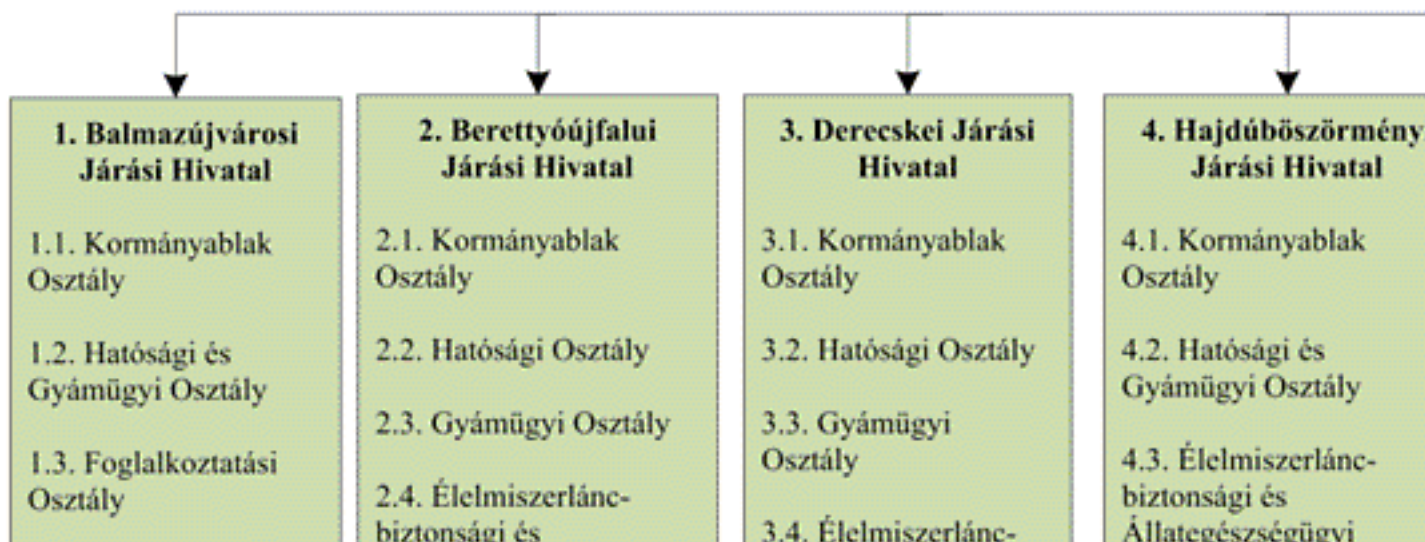 1. Balmazújvárosi
Járási Hivatal
1.1. Kormányablak
Osztály
1.2. Hatósági és
Gyámügyi Osztály
1.3. Foglalkoztatási
Osztály
2. Berettyóújfalui
Járási Hivatal
2.1. Kormányablak
Osztály
2.2. Hatósági Osztály
2.3. Gyámügyi Osztály
2.4. Élelmiszerlánc-
biztonsági és
3. Derecskei Járási
Hivatal
3.1. Kormányablak
Osztály
3.2. Hatósági Osztály
3.3. Gyámügyi
Osztály
3.4. Élelmiszerlánc-
4. Hajdúböszörmény
Járási Hivatal
4.1. Kormányablak
Osztály
4.2. Hatósági és
Gyámügyi Osztály
4.3. Élelmiszerlánc-
biztonsági és
Állategészségügyi